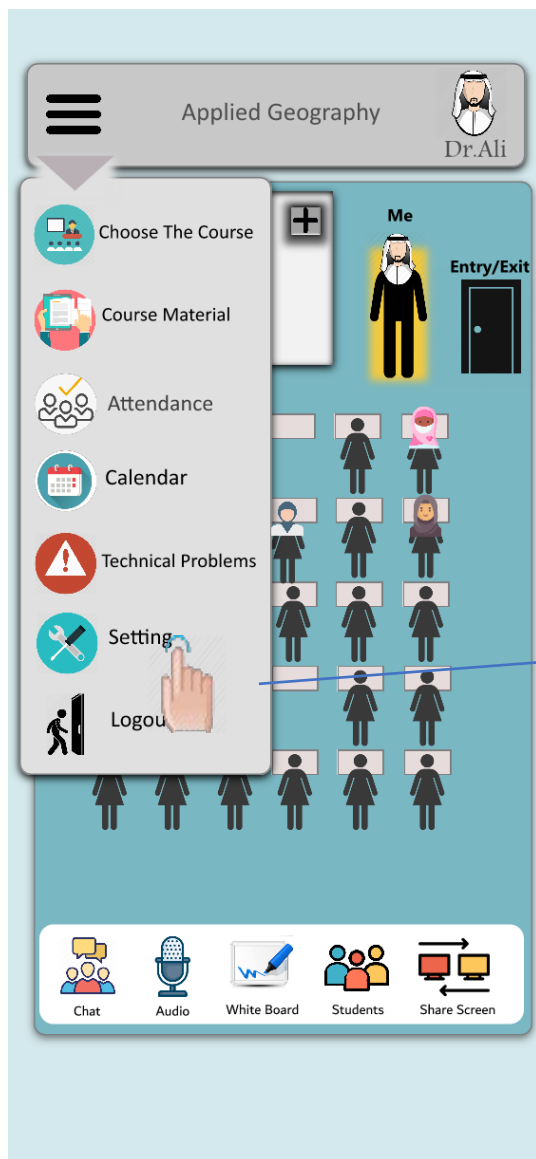 Applied Geography
Dr.Ali
Choose The Course
Me
Entry/Exit
Course Material
Attendance
Calendar
Technical Problems
Setting
Logou
Chat
Audio
White Board
Students
Share Screen